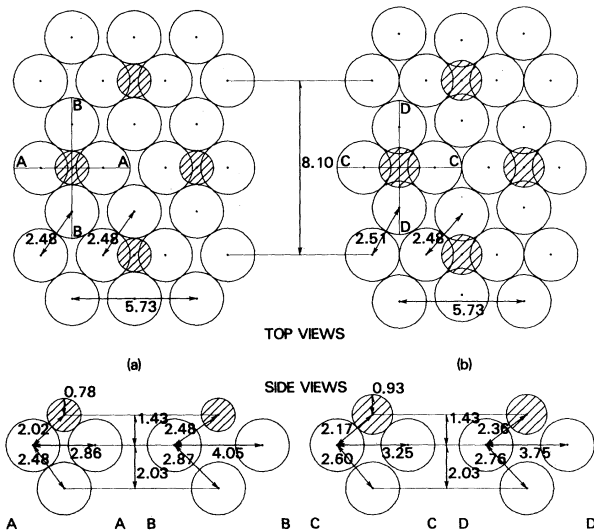 B D
8.10
A A C C
B D
2.48 2.48 2.51 2.48
5.73 5.73
TOP VIEWS
(a) (b)
SIDE VIEWS
0.78 0.93
1.43 1.43
2.02 2.48 2.17 2.36
2.48 2.86 2.87 4.05 2.60 3.25 2.76 3.75
2.03 2.03
A A B B C C D D